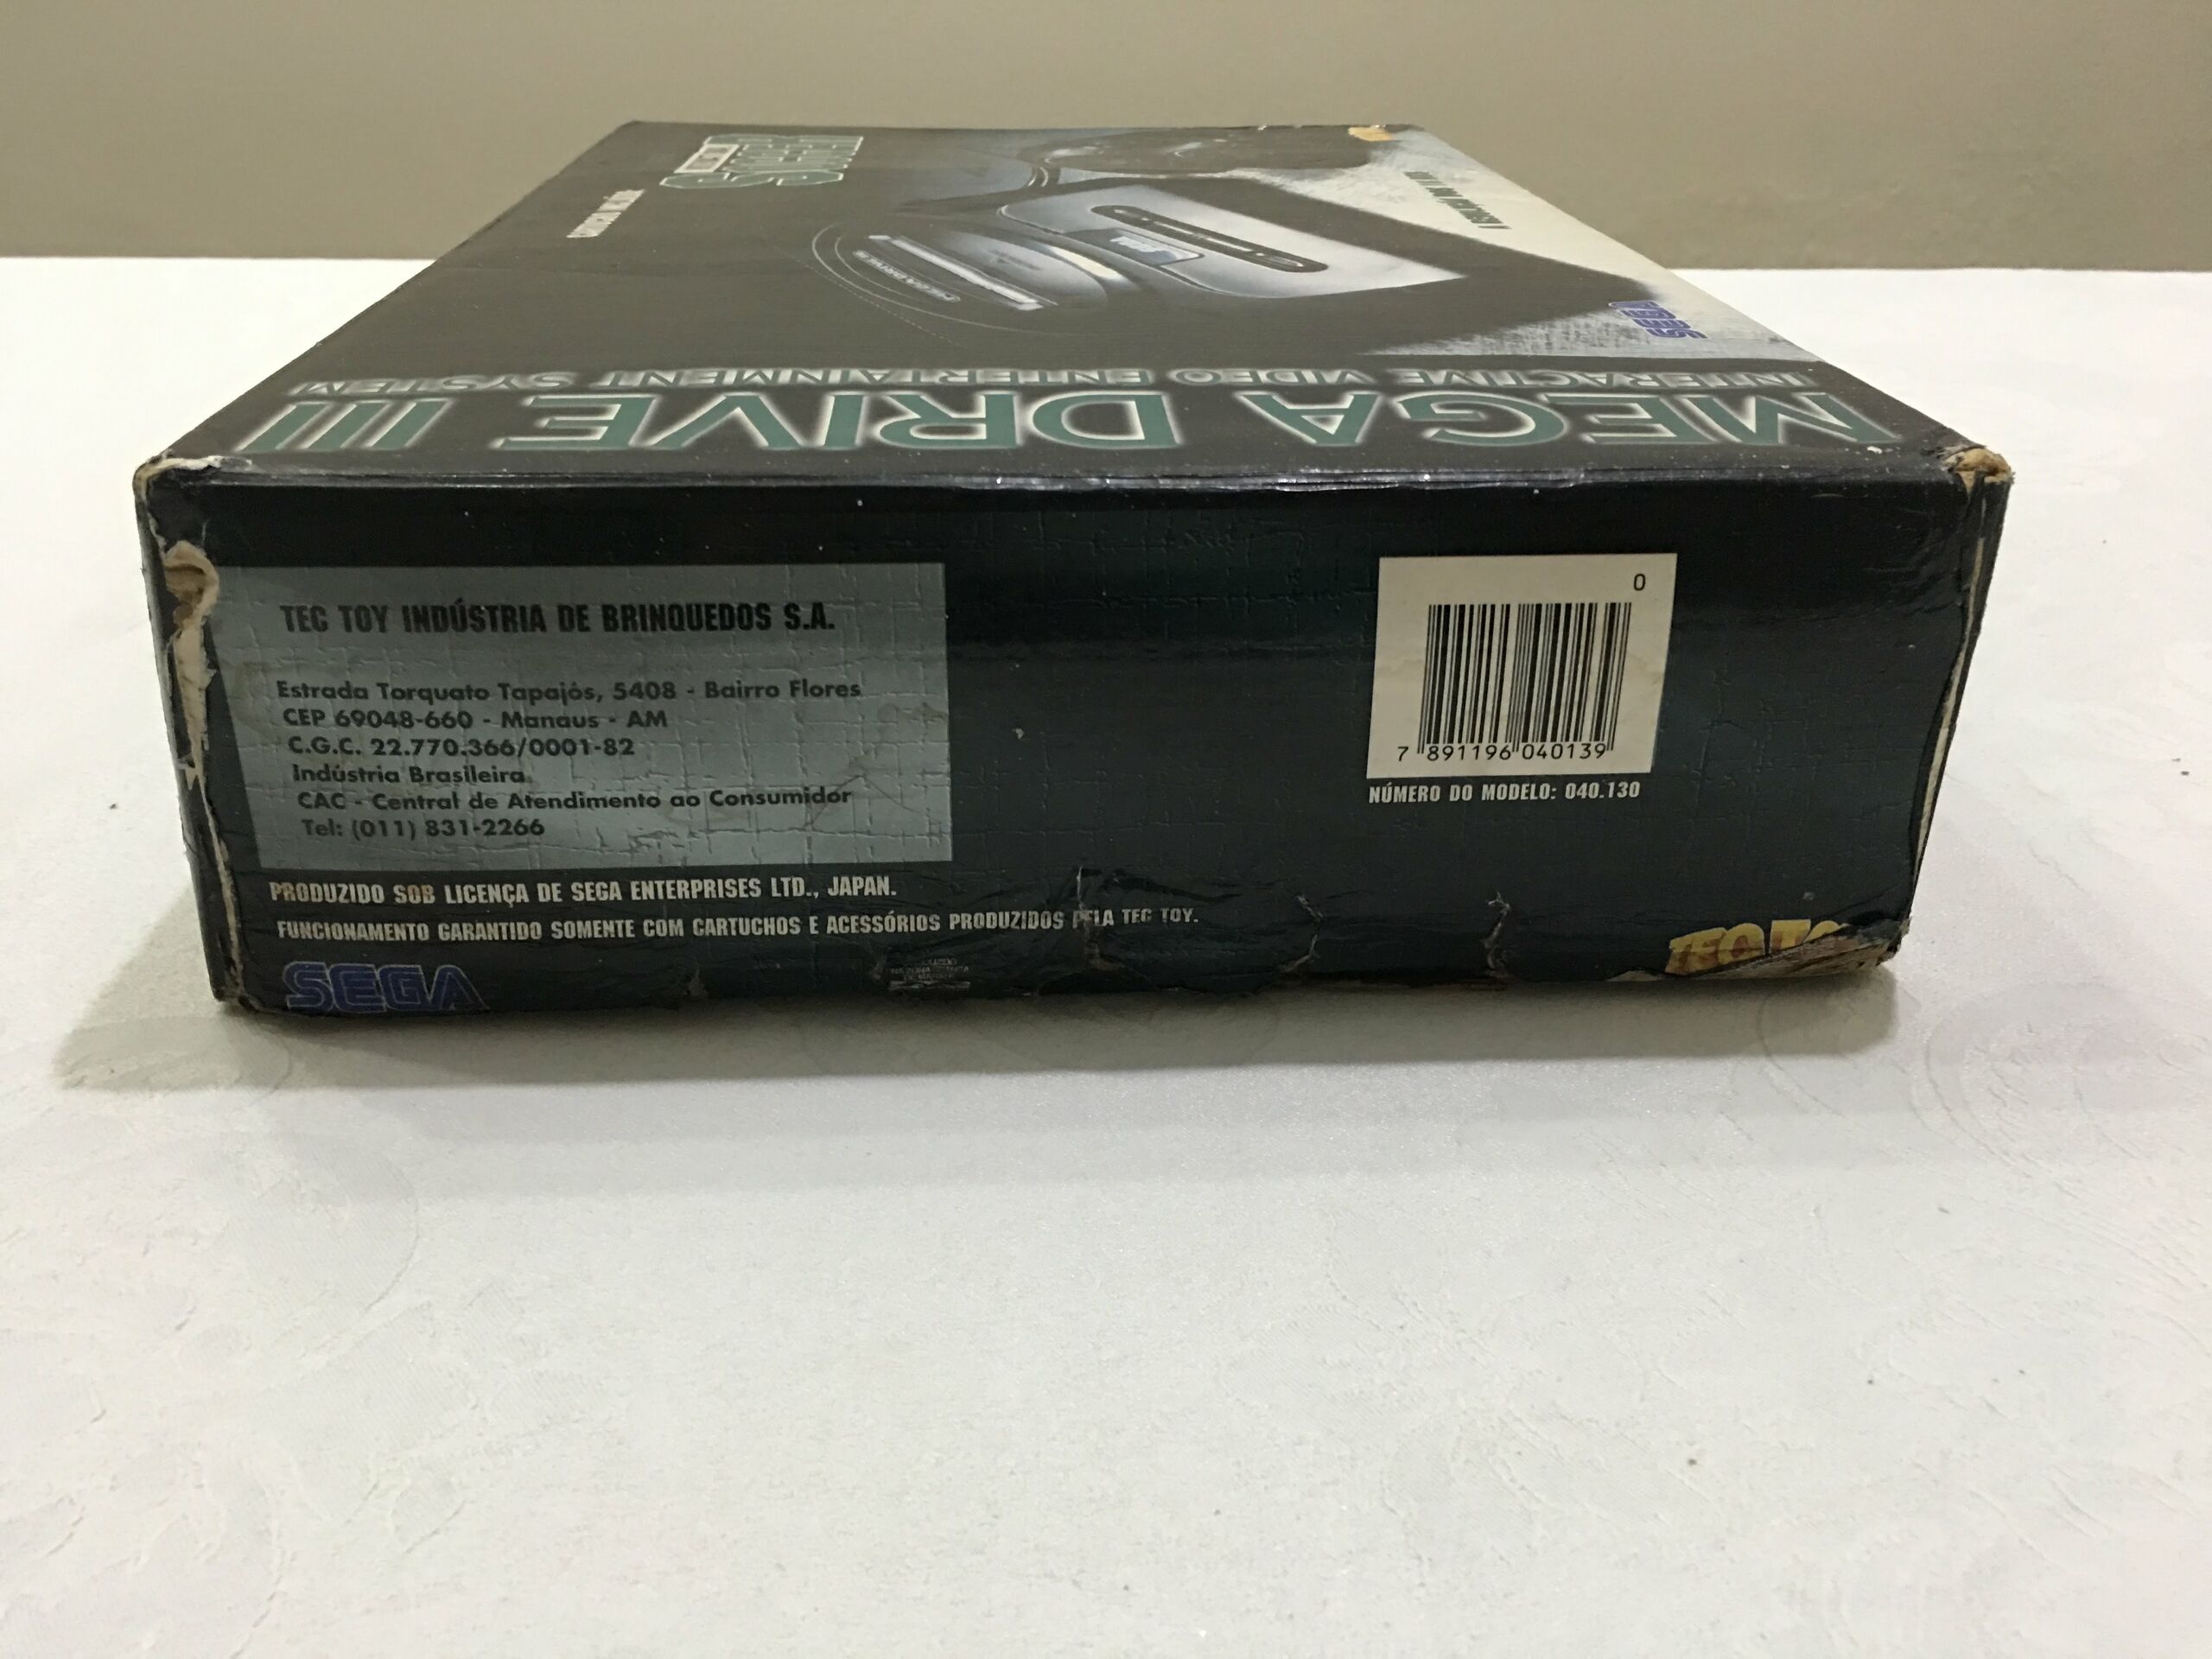 MEGA DRIVE III
INTERACTIVE VIDEO ENTERTAINMENT SYSTEM
SEGA
TEC TOY INDÚSTRIA DE BRINQUEDOS S.A.
Estrada Torquato Tapajós, 5408 - Bairro Flores
CEP 69048-660 - Manaus - AM
C.G.C. 22.770.366/0001-82
Indústria Brasileira
CAC - Central de Atendimento ao Consumidor
Tel: (011) 831-2266
PRODUZIDO SOB LICENÇA DE SEGA ENTERPRISES LTD., JAPAN.
FUNCIONAMENTO GARANTIDO SOMENTE COM CARTUCHOS E ACESSÓRIOS PRODUZIDOS PELA TEC TOY.
SEGA
0
7 891196 040139
NÚMERO DO MODELO: 040.130
TEC TO